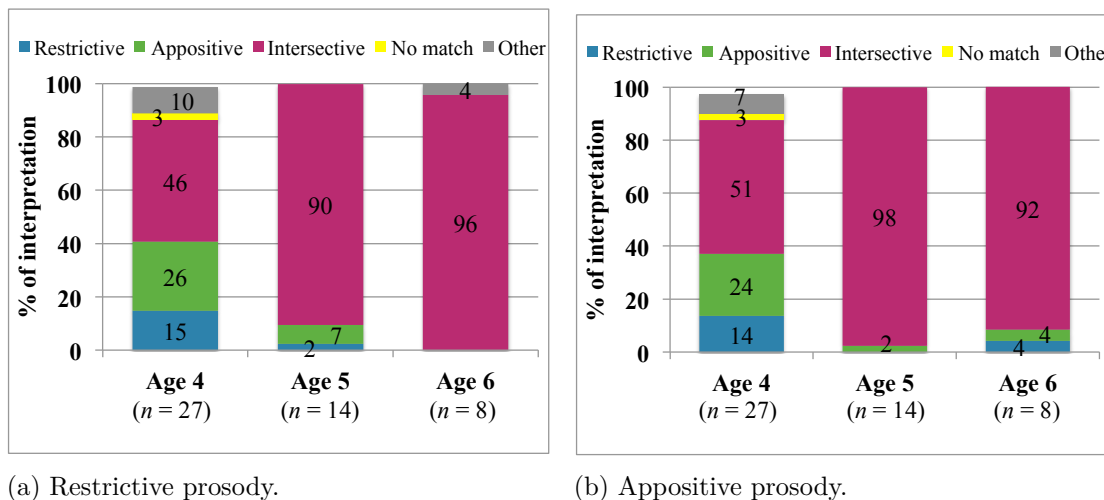 Restrictive Appositive Intersective No match Other
% of interpretation
100
80
60
40
20
0
10
3
46
26
15
90
7
2
4
96
Age 4
(n = 27)
Age 5
(n = 14)
Age 6
(n = 8)
(a) Restrictive prosody.
Restrictive Appositive Intersective No match Othe
% of interpretation
100
80
60
40
20
0
7
3
51
24
14
98
2
92
4
4
Age 4
(n = 27)
Age 5
(n = 14)
Age 6
(n = 8)
(b) Appositive prosody.